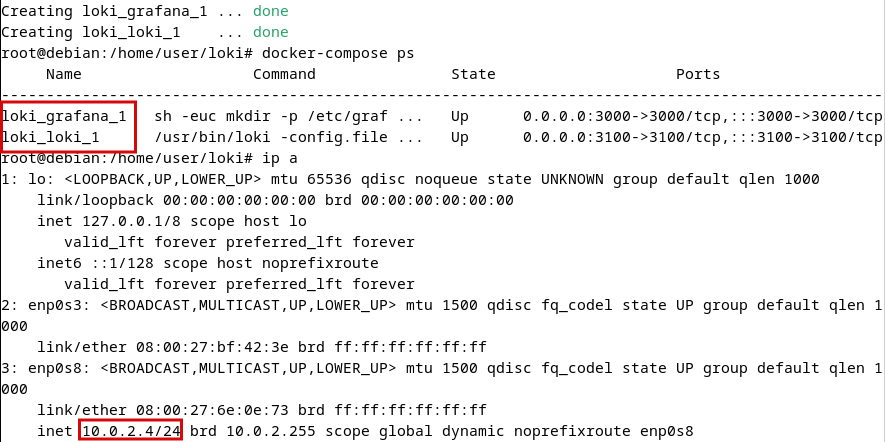 Creating loki_grafana_1 ... done
Creating loki_loki_1    ... done
root@debian:/home/user/loki# docker-compose ps
     Name                   Command               State                    Ports
--------------------------------------------------------------------------------------------------
loki_grafana_1   sh -euc mkdir -p /etc/graf ...   Up      0.0.0.0:3000->3000/tcp,:::3000->3000/tcp
loki_loki_1      /usr/bin/loki -config.file ...   Up      0.0.0.0:3100->3100/tcp,:::3100->3100/tcp
root@debian:/home/user/loki# ip a
1: lo: <LOOPBACK,UP,LOWER_UP> mtu 65536 qdisc noqueue state UNKNOWN group default qlen 1000
    link/loopback 00:00:00:00:00:00 brd 00:00:00:00:00:00
    inet 127.0.0.1/8 scope host lo
       valid_lft forever preferred_lft forever
    inet6 ::1/128 scope host noprefixroute
       valid_lft forever preferred_lft forever
2: enp0s3: <BROADCAST,MULTICAST,UP,LOWER_UP> mtu 1500 qdisc fq_codel state UP group default qlen 1
000
    link/ether 08:00:27:bf:42:3e brd ff:ff:ff:ff:ff:ff
3: enp0s8: <BROADCAST,MULTICAST,UP,LOWER_UP> mtu 1500 qdisc fq_codel state UP group default qlen 1
000
    link/ether 08:00:27:6e:0e:73 brd ff:ff:ff:ff:ff:ff
    inet 10.0.2.4/24 brd 10.0.2.255 scope global dynamic noprefixroute enp0s8